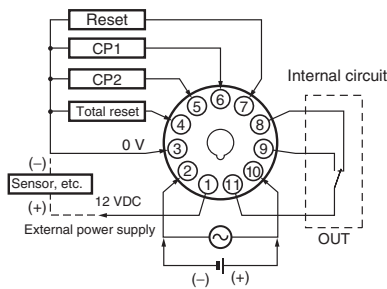 Reset
CP1
CP2
Total reset
0 V
(−)
Sensor, etc.
(+)
12 VDC
External power supply
1
2
3
4
5
6
7
8
9
10
11
Internal circuit
OUT
(−)
(+)